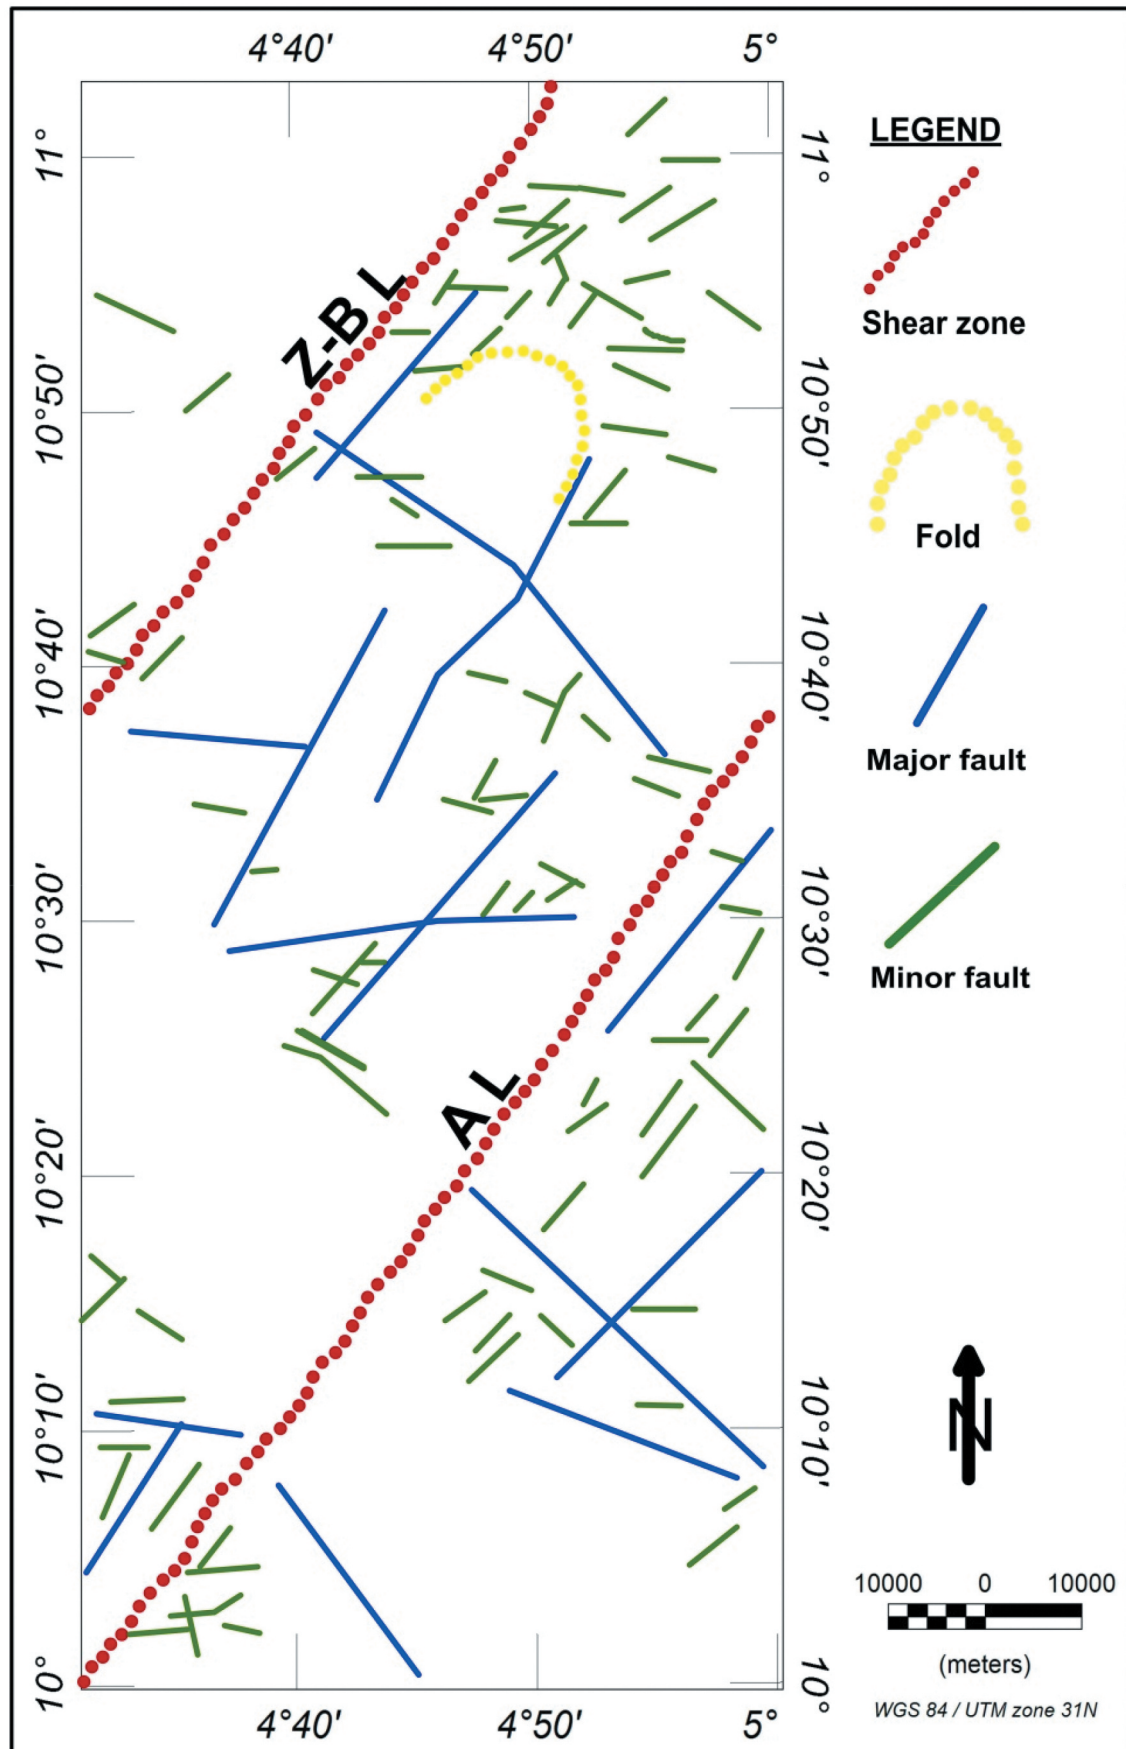 4°40' 4°50' 5°
11°
10°50'
10°40'
10°30'
10°20'
10°10'
10°
Z-B L
A L
11°
10°50'
10°40'
10°30'
10°20'
10°10'
10°
4°40' 4°50' 5°
LEGEND
Shear zone
Fold
Major fault
Minor fault
N
10000 0 10000
(meters)
WGS 84 / UTM zone 31N